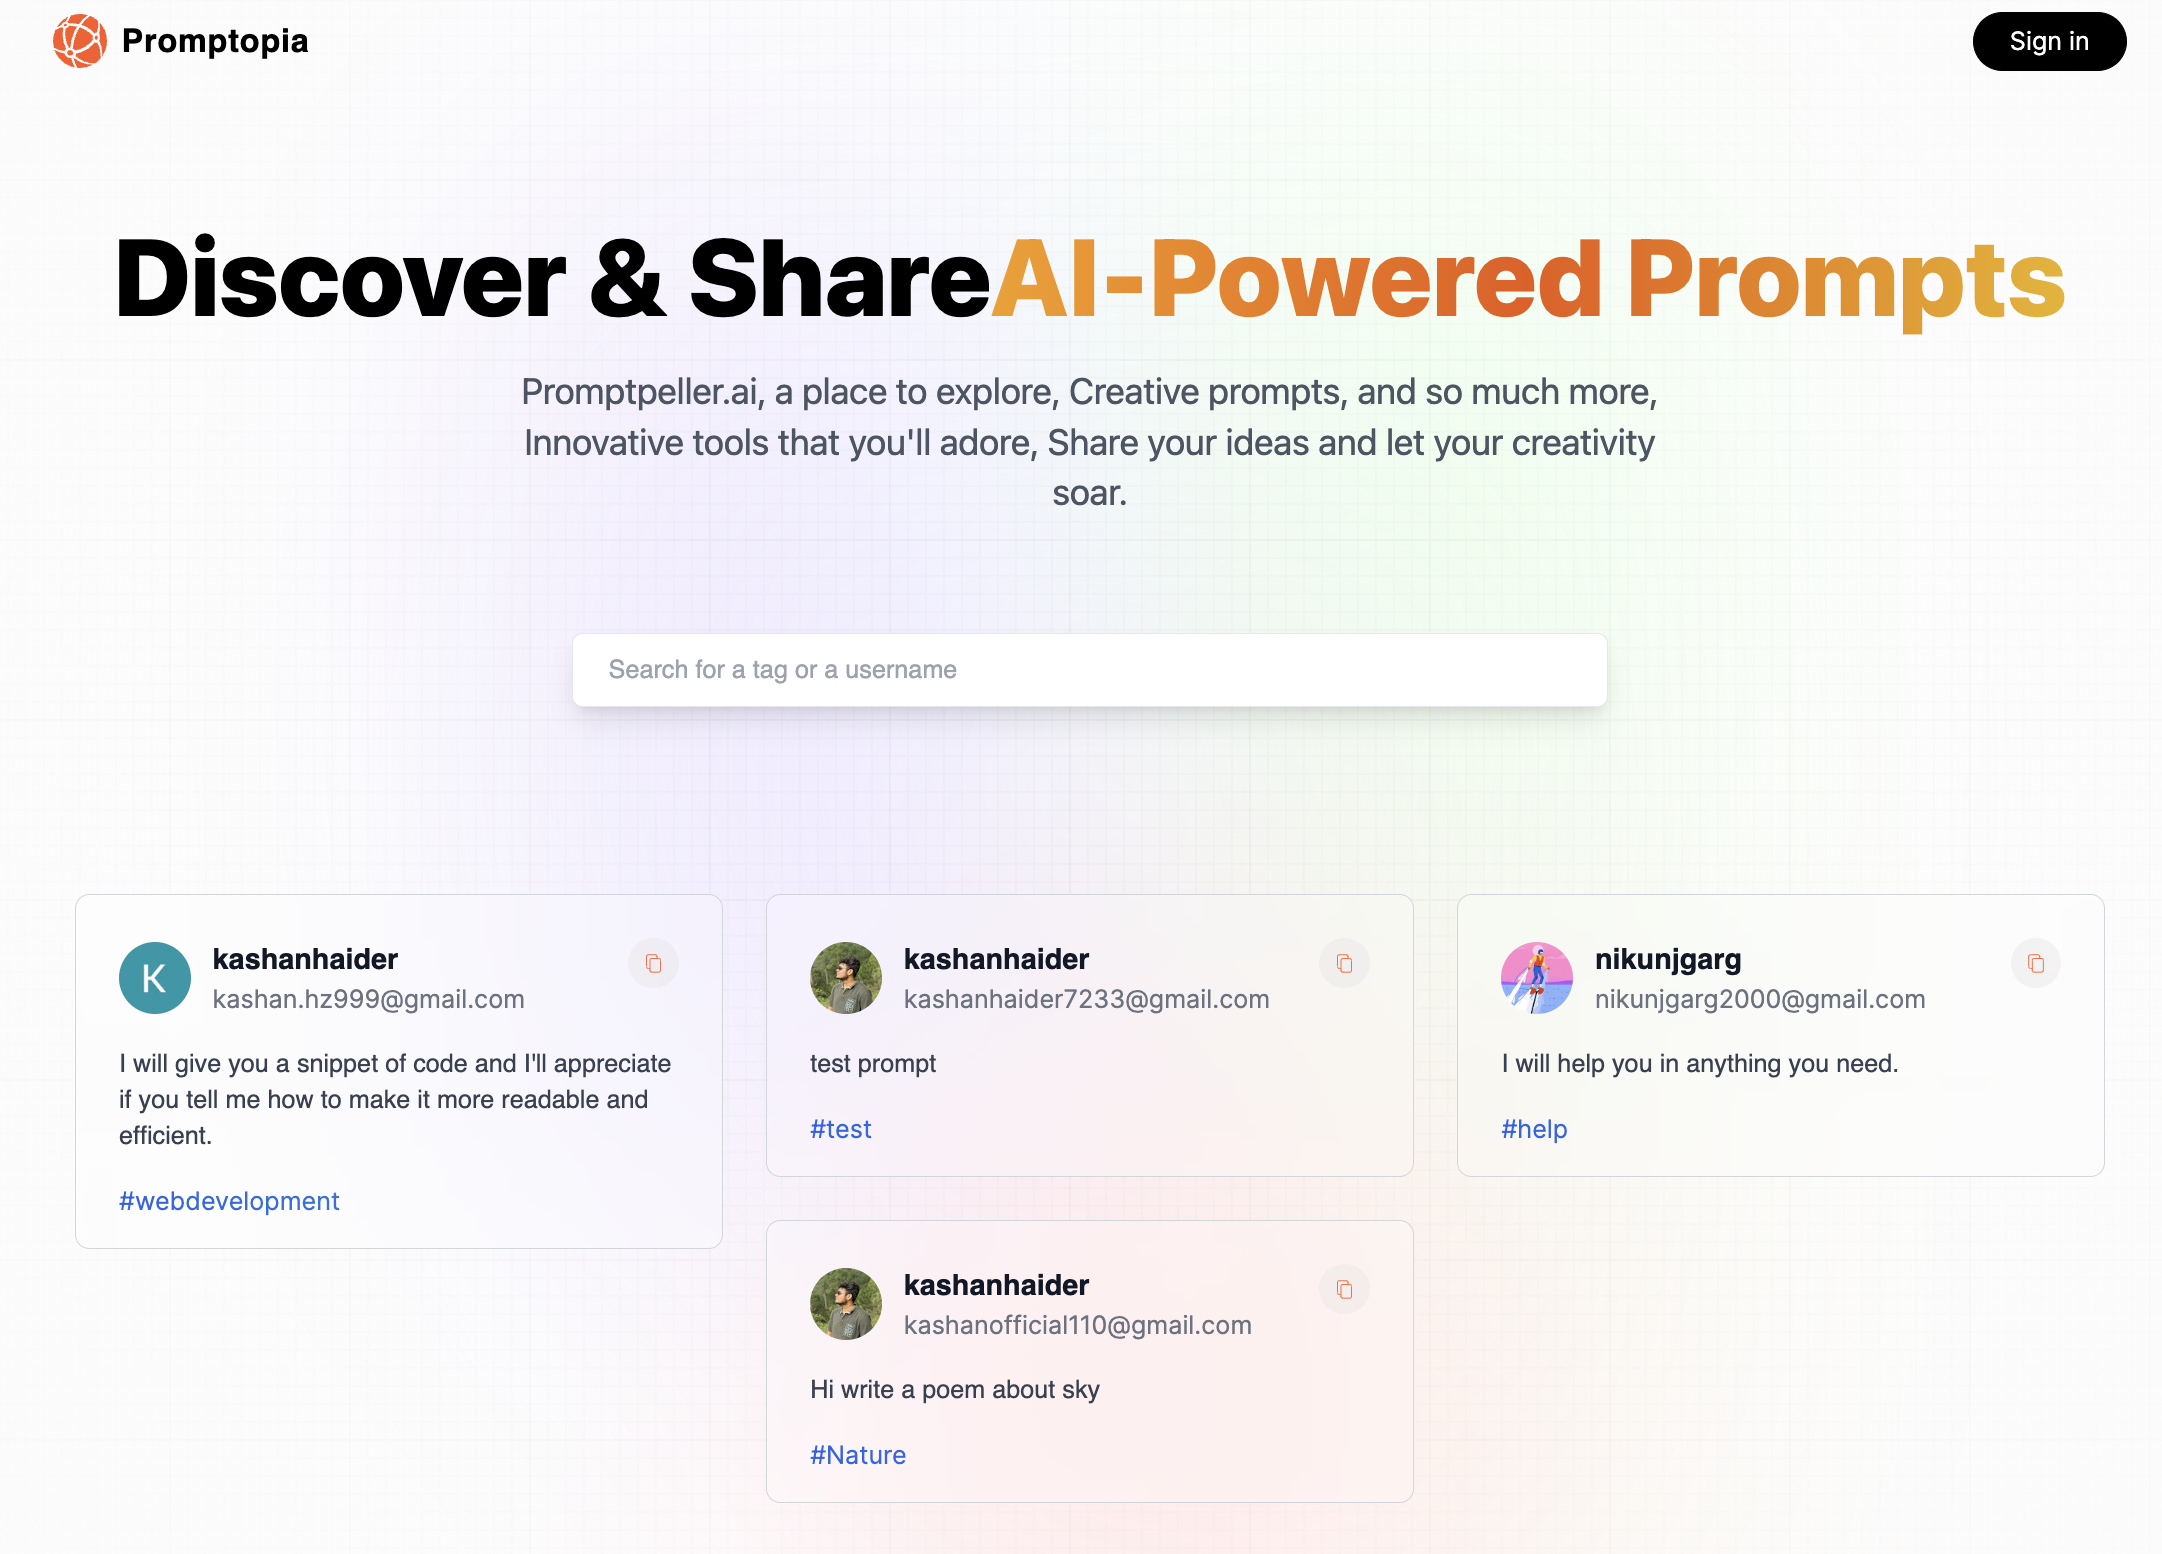 Promptopia
Sign in
Discover & ShareAI-Powered Prompts
Promptpeller.ai, a place to explore, Creative prompts, and so much more,
Innovative tools that you'll adore, Share your ideas and let your creativity
soar.
Search for a tag or a username
K
kashanhaider
kashan.hz999@gmail.com
I will give you a snippet of code and I'll appreciate
if you tell me how to make it more readable and
efficient.
#webdevelopment
kashanhaider
kashanhaider7233@gmail.com
test prompt
#test
nikunjgarg
nikunjgarg2000@gmail.com
I will help you in anything you need.
#help
kashanhaider
kashanofficial110@gmail.com
Hi write a poem about sky
#Nature